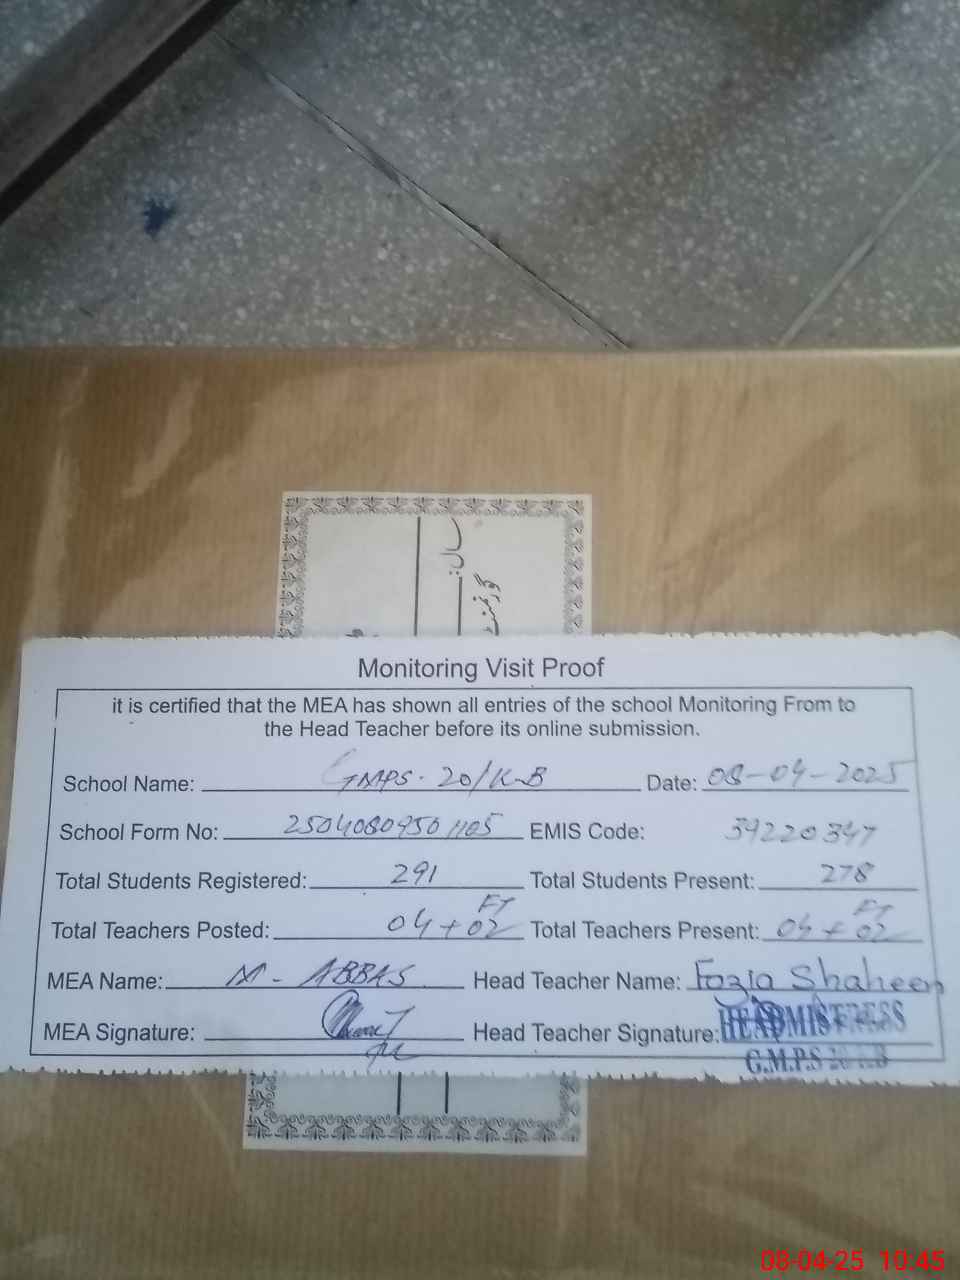 سال:
گورنمنٹ
Monitoring Visit Proof
it is certified that the MEA has shown all entries of the school Monitoring From to
the Head Teacher before its online submission.
School Name: GMPS. 20/K-B Date: 08-04-2025
School Form No: 2504080950 1105 EMIS Code: 39220347
Total Students Registered: 291 Total Students Present: 278
Total Teachers Posted: 04 + 02 FT Total Teachers Present: 04 + 02 FT
MEA Name: M - ABBAS Head Teacher Name: Fozia Shaheen
MEA Signature: Head Teacher Signature: HEADMISTRESS
G.M.P.S 20 K.B
08-04-25 10:45